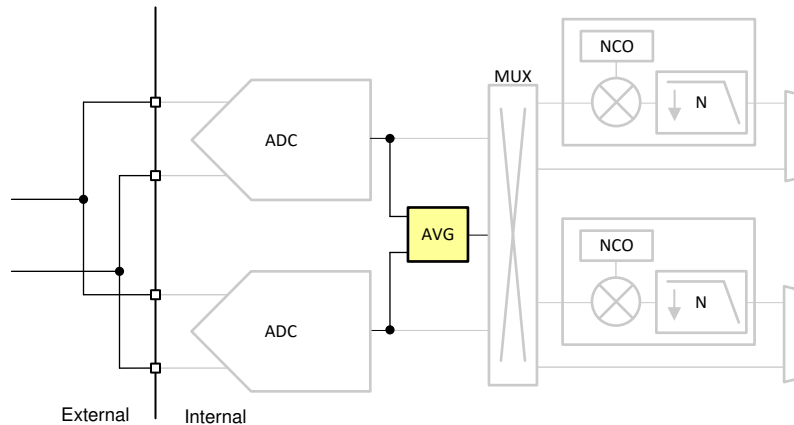 NCO
MUX
N
ADC
AVG
NCO
N
ADC
External
Internal